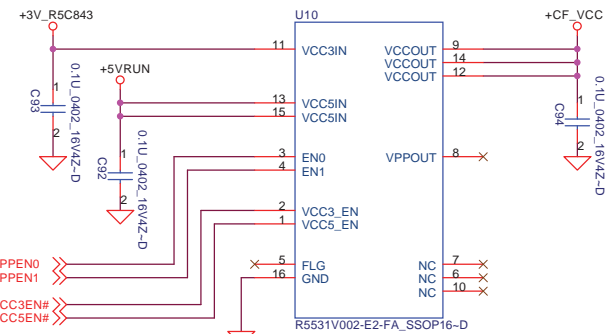 +3V_R5C843
U10
+CF_VCC
11 VCC3IN
VCCOUT 9
VCCOUT 14
VCCOUT 12
+5VRUN
13 VCC5IN
15 VCC5IN
1
2
C93
0.1U_0402_16V4Z~D
1
2
C92
0.1U_0402_16V4Z~D
1
2
C94
0.1U_0402_16V4Z~D
3 EN0
4 EN1
VPPOUT 8
2 VCC3_EN
1 VCC5_EN
PPEN0
PPEN1
5 FLG
16 GND
NC 7
NC 6
NC 10
CC3EN#
CC5EN#
R5531V002-E2-FA_SSOP16~D